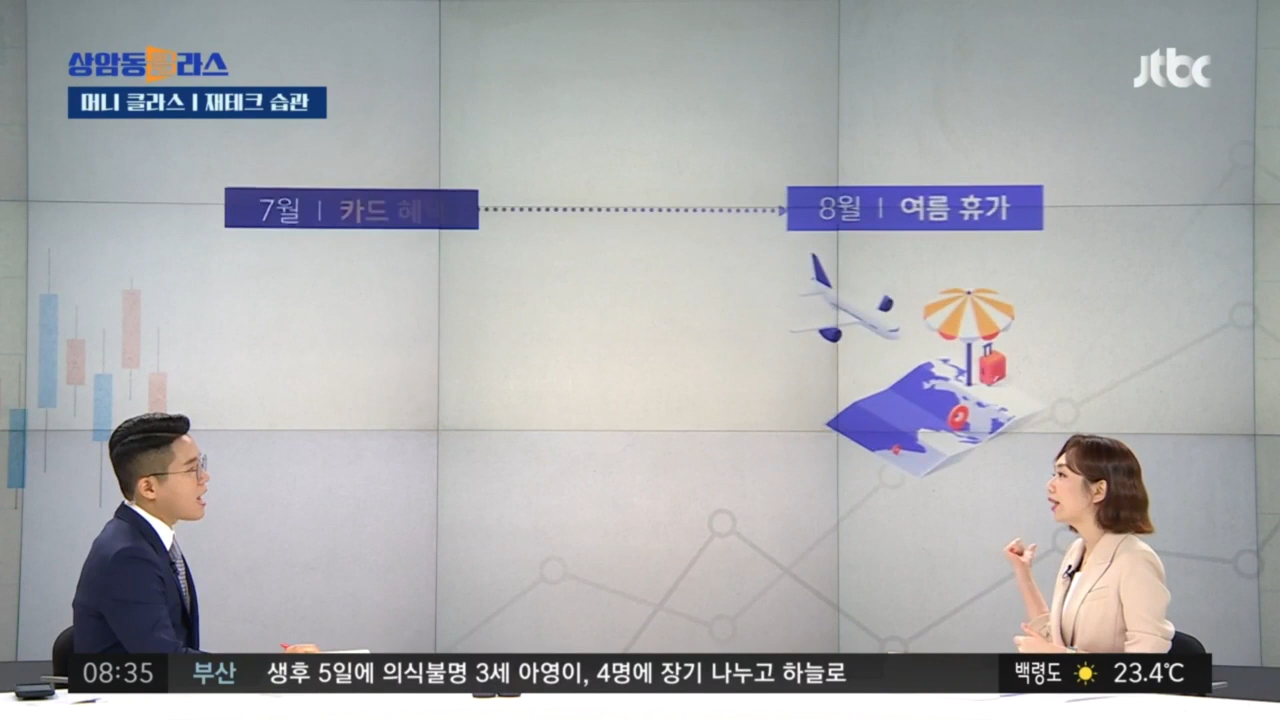 상암동클라스
jtbc
머니 클라스 | 재테크 습관
7월 | 카드 혜
8월 | 여름 휴가
08:35 부산 생후 5일에 의식불명 3세 아영이, 4명에 장기 나누고 하늘로 백령도 23.4℃